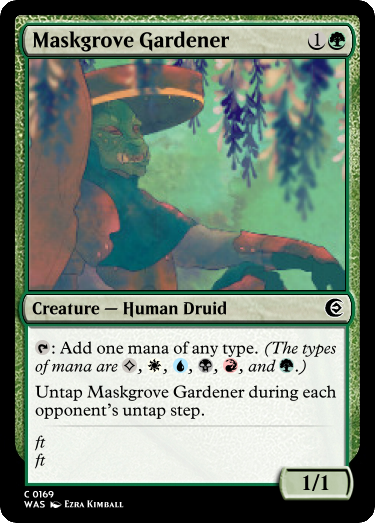 Maskgrove Gardener 1
Creature — Human Druid
: Add one mana of any type. (The types
of mana are , , , , , and .)
Untap Maskgrove Gardener during each
opponent's untap step.
ft
ft
1/1
C 0169
WAS Ezra Kimball